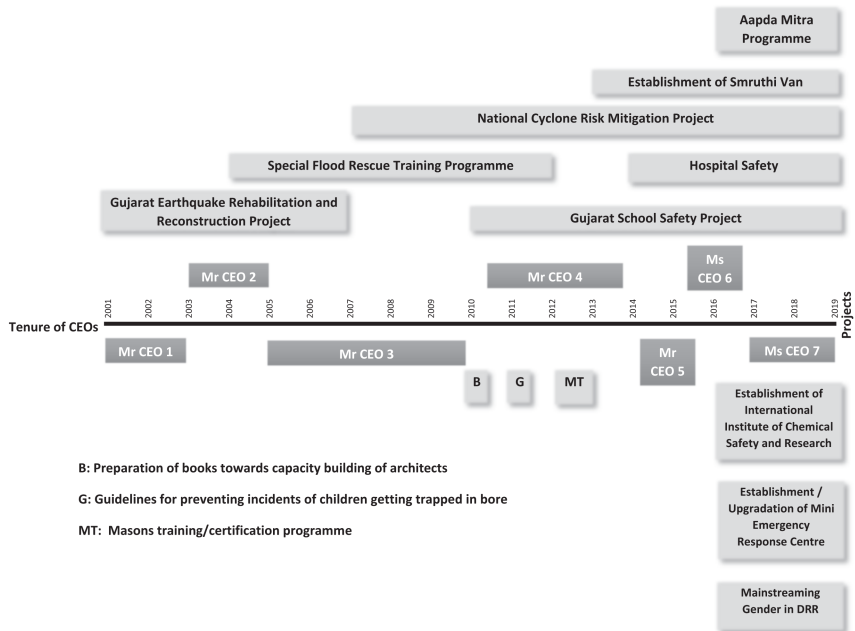 Aapda Mitra
Programme
Establishment of Smruthi Van
National Cyclone Risk Mitigation Project
Special Flood Rescue Training Programme
Hospital Safety
Gujarat Earthquake Rehabilitation and
Reconstruction Project
Gujarat School Safety Project
Mr CEO 2
Mr CEO 4
Ms
CEO 6
2001
2002
2003
2004
2005
2006
2007
2008
2009
2010
2011
2012
2013
2014
2015
2016
2017
2018
2019
Tenure of CEOs
Projects
Mr CEO 1
Mr CEO 3
Mr
CEO 5
Ms CEO 7
B
G
MT
Establishment of
International
Institute of Chemical
Safety and Research
B: Preparation of books towards capacity building of architects
G: Guidelines for preventing incidents of children getting trapped in bore
MT: Masons training/certification programme
Establishment /
Upgradation of Mini
Emergency
Response Centre
Mainstreaming
Gender in DRR